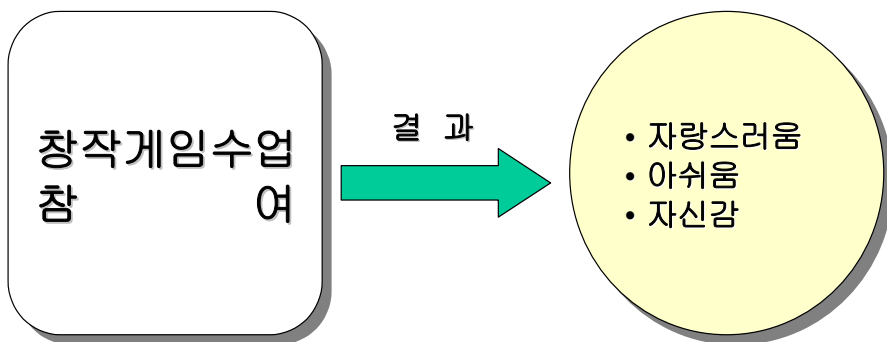 창작게임수업
참 여
결 과
• 자랑스러움
• 아쉬움
• 자신감